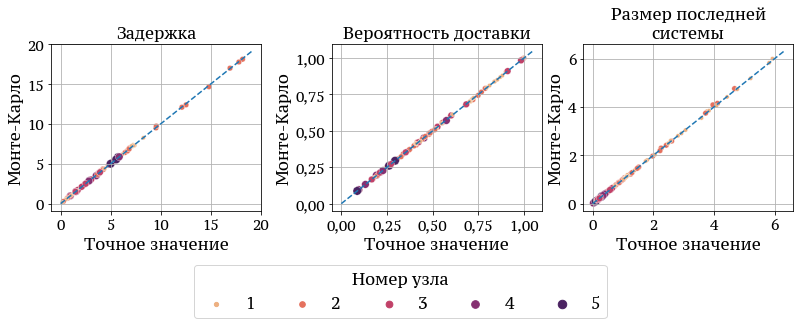 Задержка
Монте-Карло
20
15
10
5
0
0 5 10 15 20
Точное значение
Вероятность доставки
Монте-Карло
1,00
0,75
0,50
0,25
0,00
0,00 0,25 0,50 0,75 1,00
Точное значение
Размер последней
системы
Монте-Карло
6
4
2
0
0 2 4 6
Точное значение
Номер узла
1 2 3 4 5